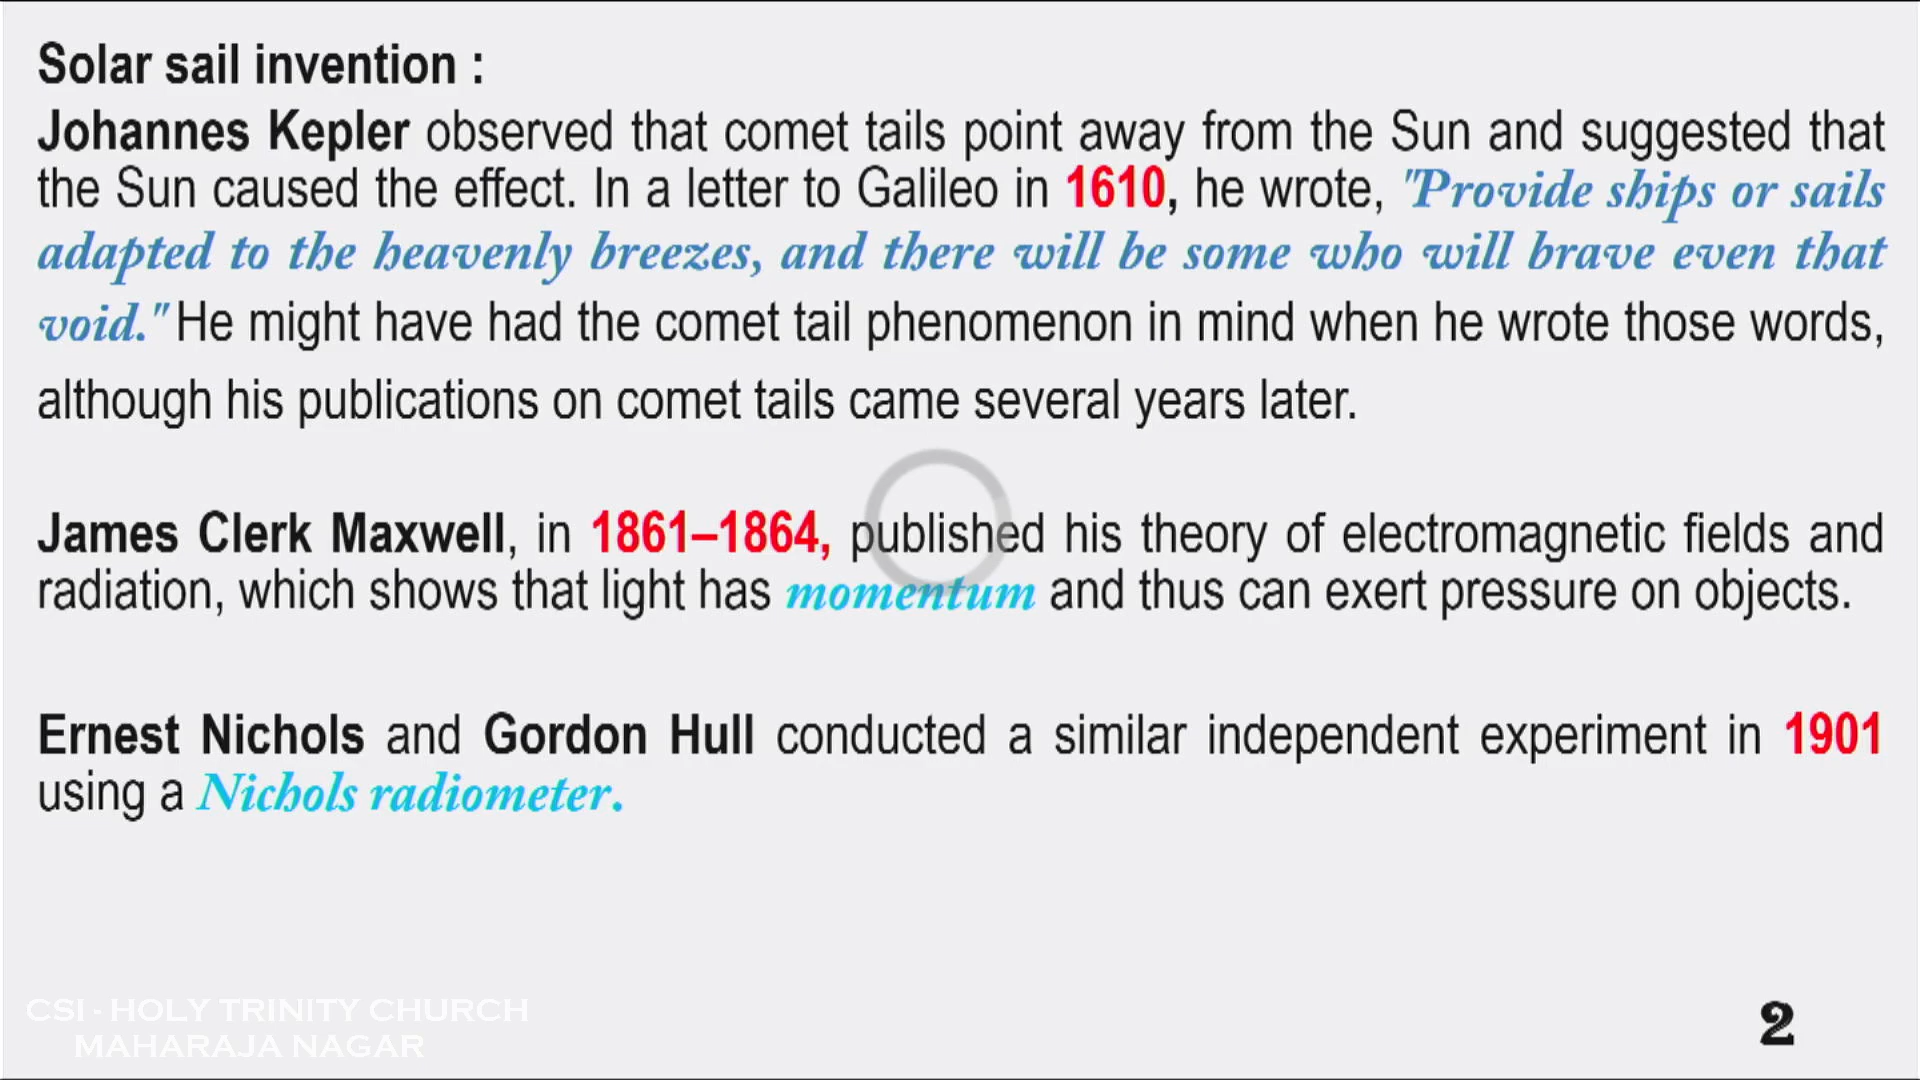 Solar sail invention :
Johannes Kepler observed that comet tails point away from the Sun and suggested that
the Sun caused the effect. In a letter to Galileo in 1610, he wrote, "Provide ships or sails
adapted to the heavenly breezes, and there will be some who will brave even that
void." He might have had the comet tail phenomenon in mind when he wrote those words,
although his publications on comet tails came several years later.
James Clerk Maxwell, in 1861–1864, published his theory of electromagnetic fields and
radiation, which shows that light has momentum and thus can exert pressure on objects.
Ernest Nichols and Gordon Hull conducted a similar independent experiment in 1901
using a Nichols radiometer.
CSI - HOLY TRINITY CHURCH
MAHARAJA NAGAR
2